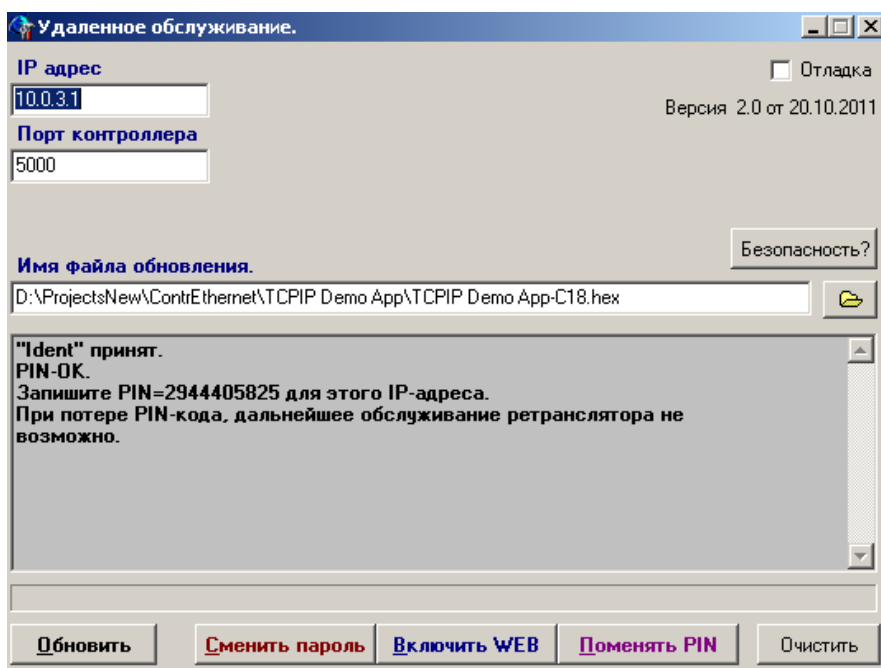 Удаленное обслуживание.
IP адрес
Отладка
10.0.3.1
Версия 2.0 от 20.10.2011
Порт контроллера
5000
Безопасность?
Имя файла обновления.
D:\ProjectsNew\ContrEthernet\TCPIP Demo App\TCPIP Demo App-C18.hex
"Ident" принят.
PIN-OK.
Запишите PIN=2944405825 для этого IP-адреса.
При потере PIN-кода, дальнейшее обслуживание ретранслятора не
возможно.
Обновить
Сменить пароль
Включить WEB
Поменять PIN
Очистить